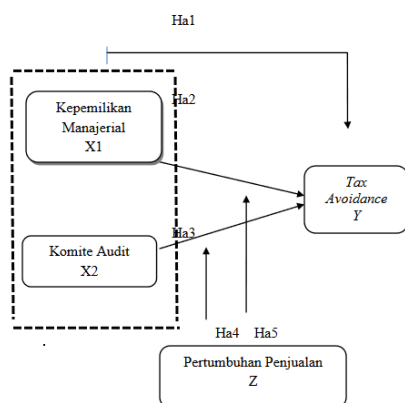 Ha1
Ha2
Kepemilikan
Manajerial
X1
Tax
Avoidance
Y
Ha3
Komite Audit
X2
Ha4 Ha5
Pertumbuhan Penjualan
Z